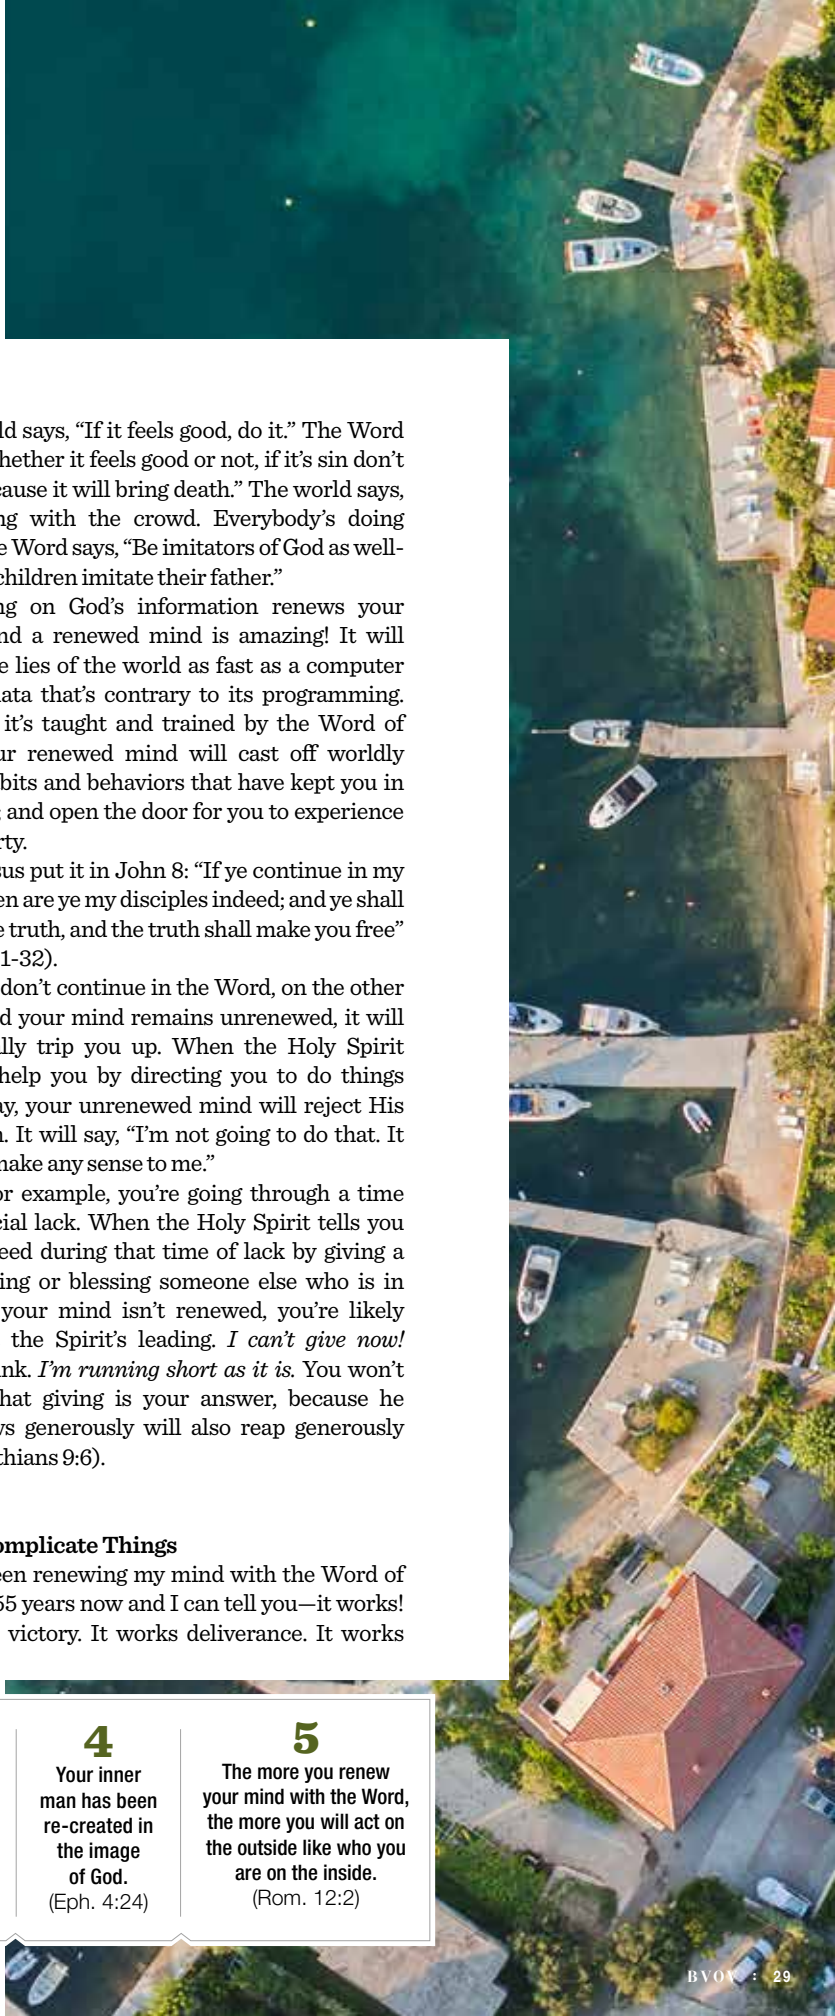 ld says, “If it feels good, do it.” The Word
hether it feels good or not, if it’s sin don’t
cause it will bring death.” The world says,
ng with the crowd. Everybody’s doing
e Word says, “Be imitators of God as well-
children imitate their father.”
ng on God’s information renews your
nd a renewed mind is amazing! It will
e lies of the world as fast as a computer
lata that’s contrary to its programming.
it’s taught and trained by the Word of
ur renewed mind will cast off worldly
bits and behaviors that have kept you in
; and open the door for you to experience
rty.
sus put it in John 8: “If ye continue in my
en are ye my disciples indeed; and ye shall
e truth, and the truth shall make you free”
1-32).
don’t continue in the Word, on the other
d your mind remains unrenewed, it will
lly trip you up. When the Holy Spirit
help you by directing you to do things
ay, your unrenewed mind will reject His
n. It will say, “I’m not going to do that. It
make any sense to me.”
or example, you’re going through a time
cial lack. When the Holy Spirit tells you
eed during that time of lack by giving a
ing or blessing someone else who is in
your mind isn’t renewed, you’re likely
the Spirit’s leading. I can’t give now!
nk. I’m running short as it is. You won’t
hat giving is your answer, because he
ws generously will also reap generously
thians 9:6).
omplicate Things
een renewing my mind with the Word of
55 years now and I can tell you—it works!
victory. It works deliverance. It works
4
Your inner
man has been
re-created in
the image
of God.
(Eph. 4:24)
5
The more you renew
your mind with the Word,
the more you will act on
the outside like who you
are on the inside.
(Rom. 12:2)
BVOV : 29